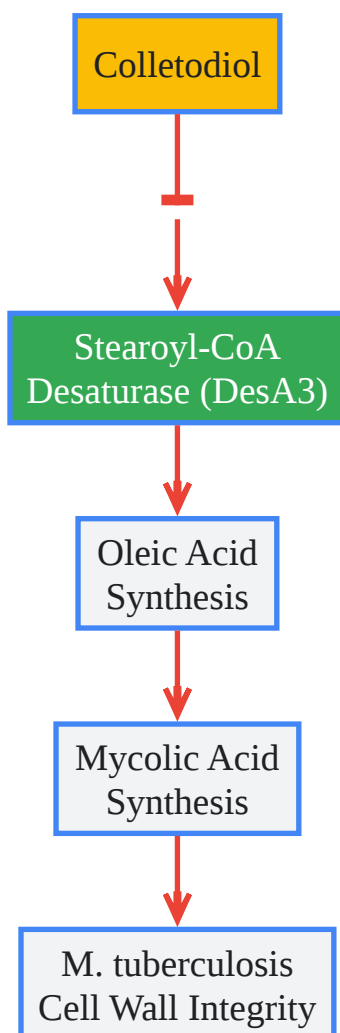 Colletodiol
Stearoyl-CoA
Desaturase (DesA3)
Oleic Acid
Synthesis
Mycolic Acid
Synthesis
M. tuberculosis
Cell Wall Integrity